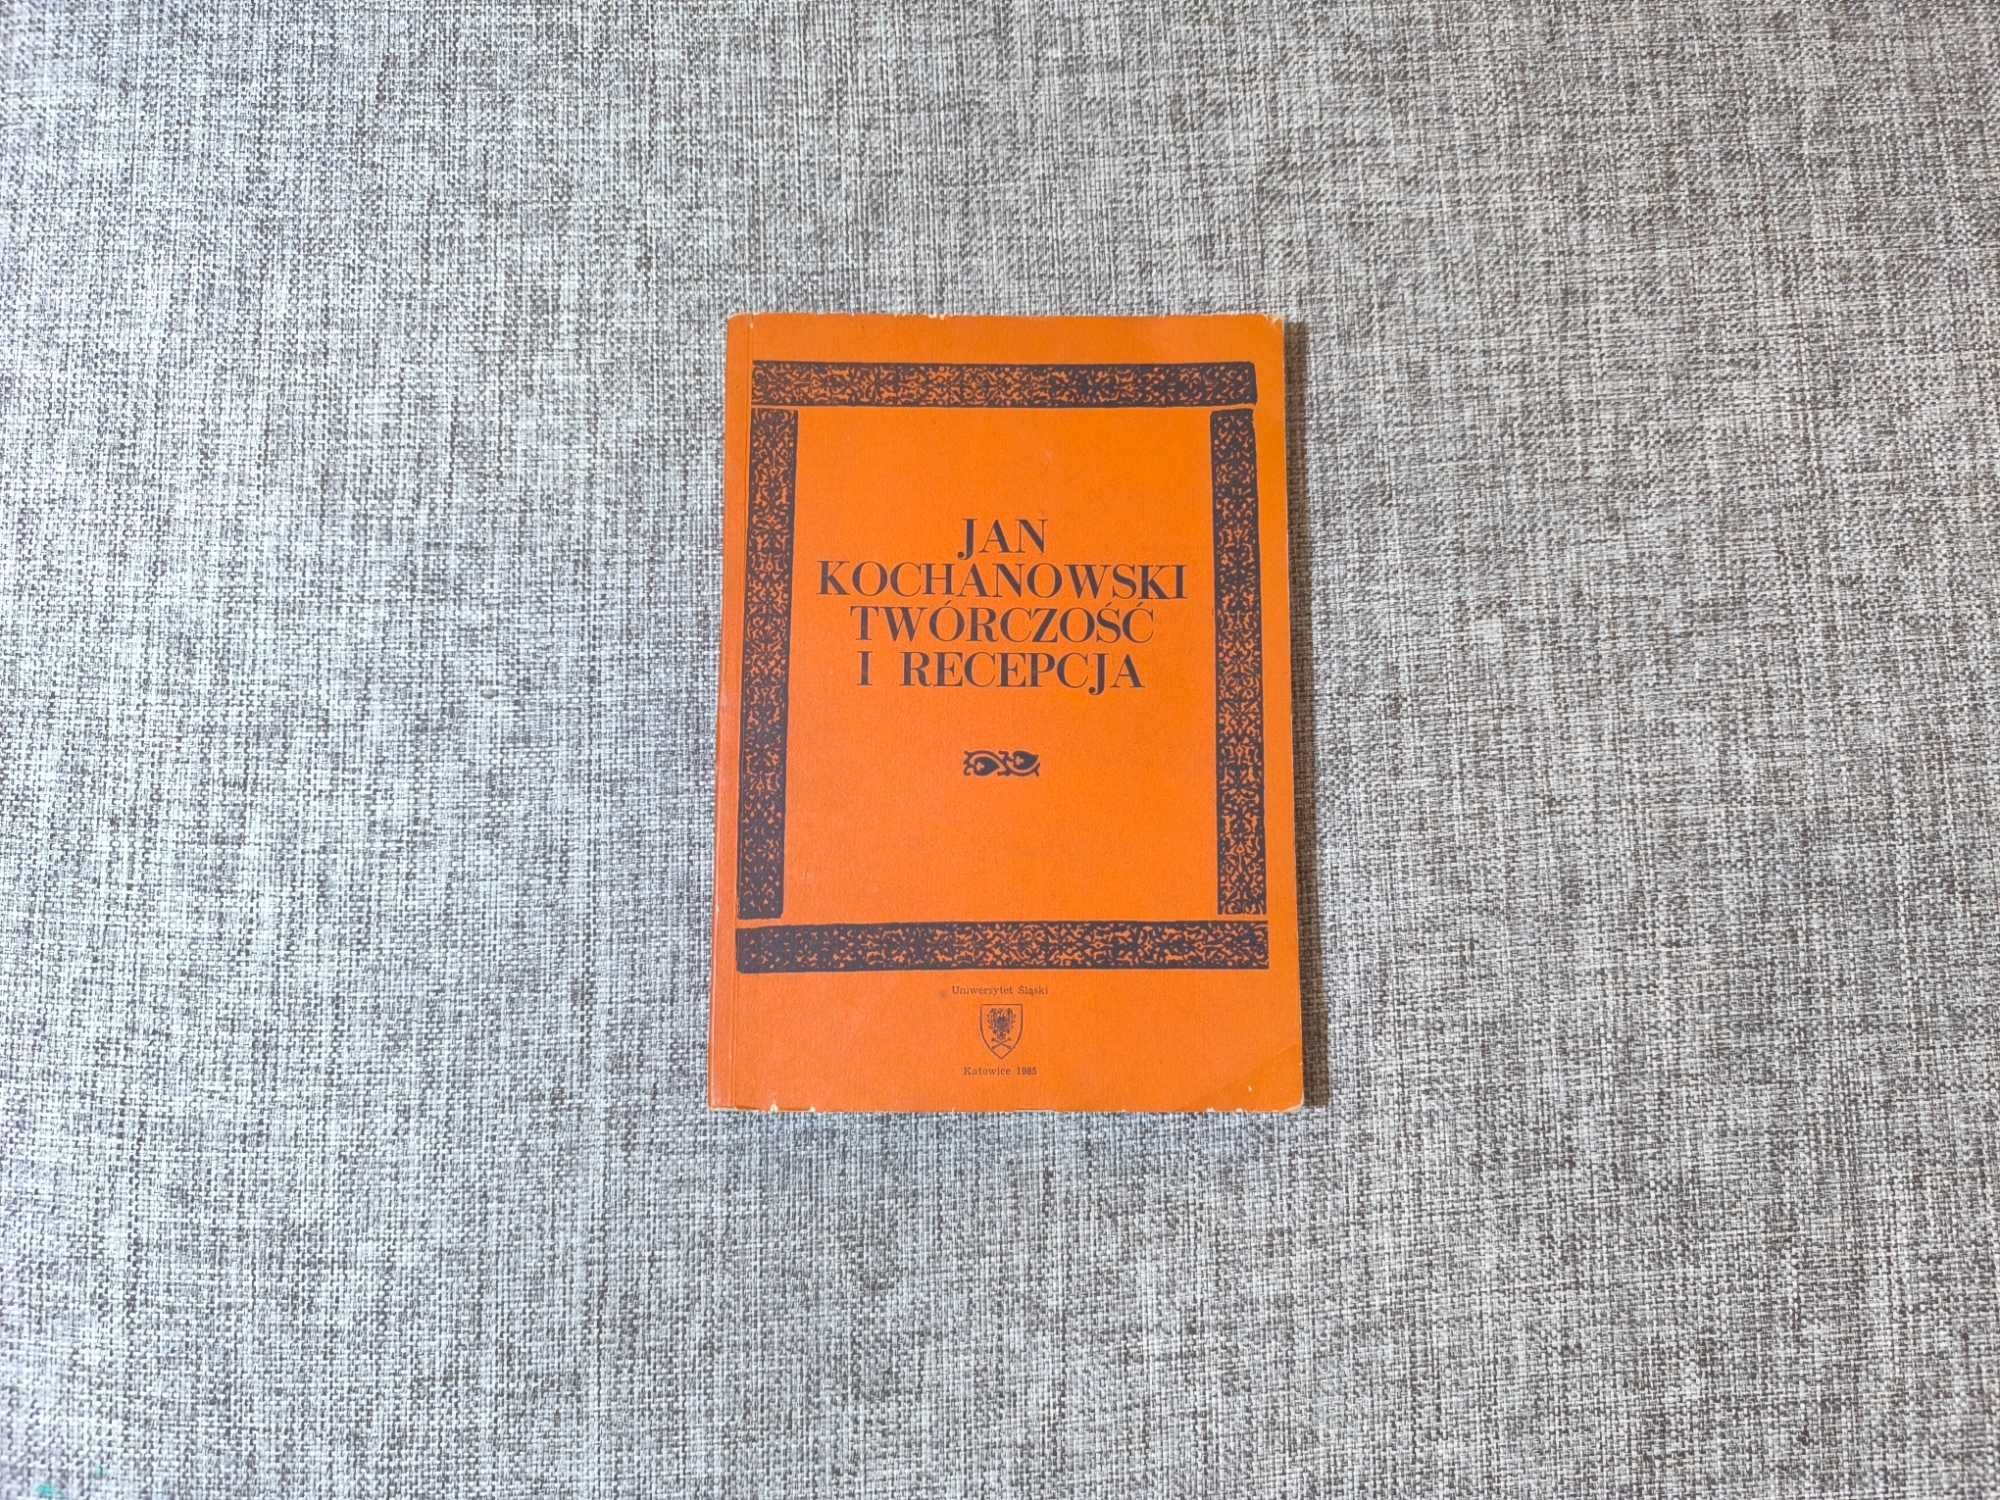 JAN
KOCHANOWSKI
TWÓRCZOŚĆ
I RECEPCJA
Uniwersytet Śląski
Katowice 1985